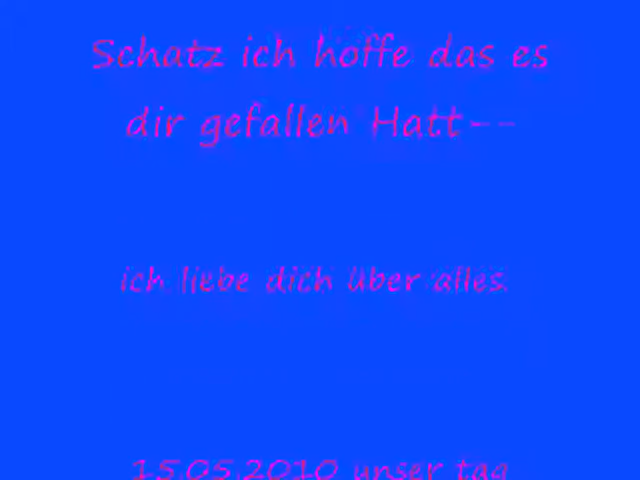 Schatz ich hoffe das es
dir gefallen Hatt--
ich liebe dich über alles.
15.05.2010 unser tag